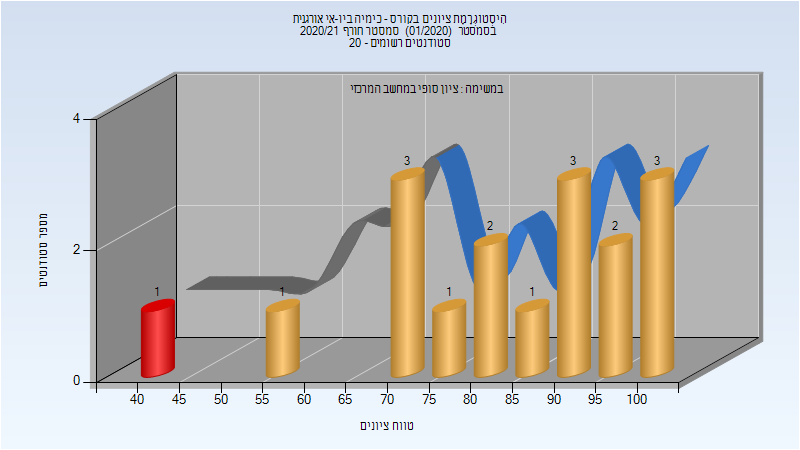 היסטוגרמת ציונים בקורס - כימיה ביו-אי אורגנית
בסמסטר (01/2020) סמסטר חורף 2020/21
סטודנטים רשומים - 20
במשימה : ציון סופי במחשב המרכזי
מספר סטודנטים
4
2
0
1
1
3
1
2
1
3
2
3
40 45 50 55 60 65 70 75 80 85 90 95 100
טווח ציונים